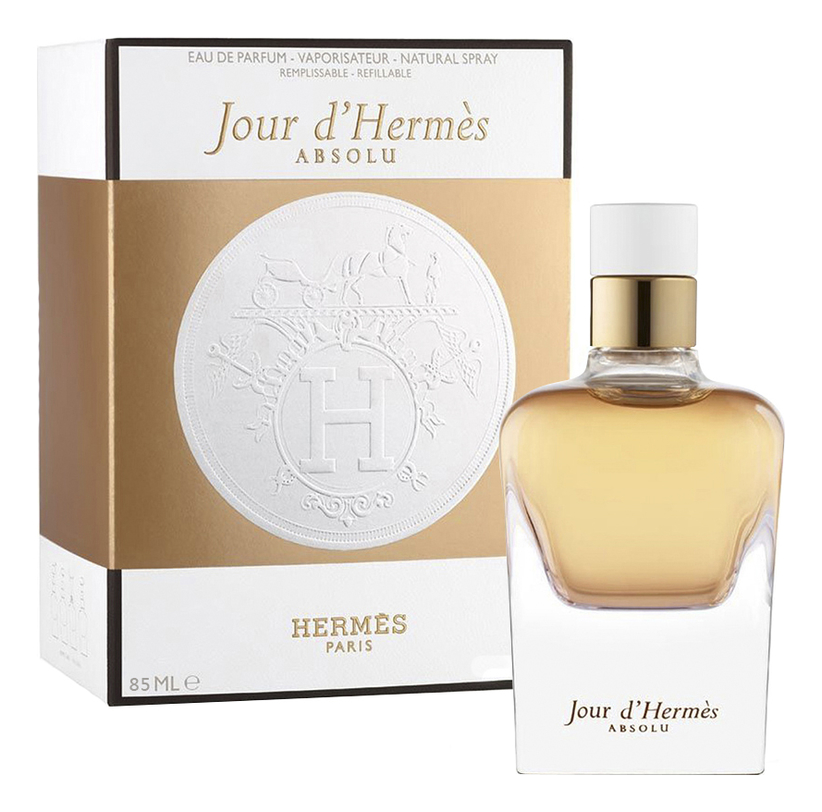 EAU DE PARFUM - VAPORISATEUR - NATURAL SPRAY
REMPLISSABLE - REFILLABLE
Jour d'Hermès
ABSOLU
H
HERMÈS
PARIS
85 ML ℮
Jour d'Hermès
ABSOLU